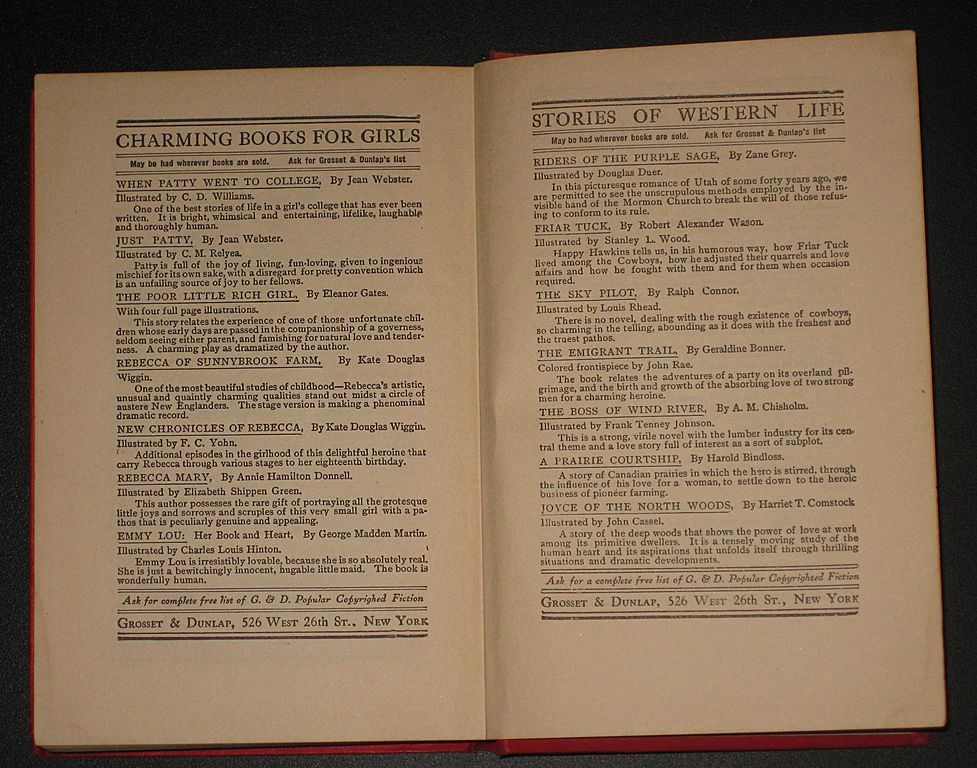 CHARMING BOOKS FOR GIRLS
May be had wherever books are sold. Ask for Grosset & Dunlap's list
WHEN PATTY WENT TO COLLEGE, By Jean Webster.
Illustrated by C. D. Williams.
One of the best stories of life in a girl's college that has ever been
written. It is bright, whimsical and entertaining, lifelike, laughable
and thoroughly human.
JUST PATTY, By Jean Webster.
Illustrated by C. M. Relyea.
Patty is full of the joy of living, fun-loving, given to ingenious
mischief for its own sake, with a disregard for pretty convention which
is an unfailing source of joy to her fellows.
THE POOR LITTLE RICH GIRL, By Eleanor Gates.
With four full page illustrations.
This story relates the experience of one of those unfortunate chil-
dren whose early days are passed in the companionship of a governess,
seldom seeing either parent, and famishing for natural love and tender-
ness. A charming play as dramatized by the author.
REBECCA OF SUNNYBROOK FARM, By Kate Douglas
Wiggin.
One of the most beautiful studies of childhood—Rebecca's artistic,
unusual and quaintly charming qualities stand out midst a circle of
austere New Englanders. The stage version is making a phenominal
dramatic record.
NEW CHRONICLES OF REBECCA, By Kate Douglas Wiggin.
Illustrated by F. C. Yohn.
Additional episodes in the girlhood of this delightful heroine that
carry Rebecca through various stages to her eighteenth birthday.
REBECCA MARY, By Annie Hamilton Donnell.
Illustrated by Elizabeth Shippen Green.
This author possesses the rare gift of portraying all the grotesque
little joys and sorrows and scruples of this very small girl with a pa-
thos that is peculiarly genuine and appealing.
EMMY LOU: Her Book and Heart, By George Madden Martin.
Illustrated by Charles Louis Hinton.
Emmy Lou is irresistibly lovable, because she is so absolutely real.
She is just a bewitchingly innocent, hugable little maid. The book is
wonderfully human.
Ask for complete free list of G. & D. Popular Copyrighted Fiction
GROSSET & DUNLAP, 526 WEST 26th ST., NEW YORK
STORIES OF WESTERN LIFE
May be had wherever books are sold. Ask for Grosset & Dunlap's list
RIDERS OF THE PURPLE SAGE, By Zane Grey.
Illustrated by Douglas Duer.
In this picturesque romance of Utah of some forty years ago, we
are permitted to see the unscrupulous methods employed by the in-
visible hand of the Mormon Church to break the will of those refus-
ing to conform to its rule.
FRIAR TUCK, By Robert Alexander Wason.
Illustrated by Stanley L. Wood.
Happy Hawkins tells us, in his humorous way, how Friar Tuck
lived among the Cowboys, how he adjusted their quarrels and love
affairs and how he fought with them and for them when occasion
required.
THE SKY PILOT, By Ralph Connor.
Illustrated by Louis Rhead.
There is no novel, dealing with the rough existence of cowboys,
so charming in the telling, abounding as it does with the freshest and
the truest pathos.
THE EMIGRANT TRAIL, By Geraldine Bonner.
Colored frontispiece by John Rae.
The book relates the adventures of a party on its overland pil-
grimage, and the birth and growth of the absorbing love of two strong
men for a charming heroine.
THE BOSS OF WIND RIVER, By A. M. Chisholm.
Illustrated by Frank Tenney Johnson.
This is a strong, virile novel with the lumber industry for its cen-
tral theme and a love story full of interest as a sort of subplot.
A PRAIRIE COURTSHIP, By Harold Bindloss.
A story of Canadian prairies in which the hero is stirred, through
the influence of his love for a woman, to settle down to the heroic
business of pioneer farming.
JOYCE OF THE NORTH WOODS, By Harriet T. Comstock
Illustrated by John Cassel.
A story of the deep woods that shows the power of love at work
among its primitive dwellers. It is a tensely moving study of the
human heart and its aspirations that unfolds itself through thrilling
situations and dramatic developments.
Ask for a complete free list of G. & D. Popular Copyrighted Fiction
GROSSET & DUNLAP, 526 WEST 26th ST., NEW YORK